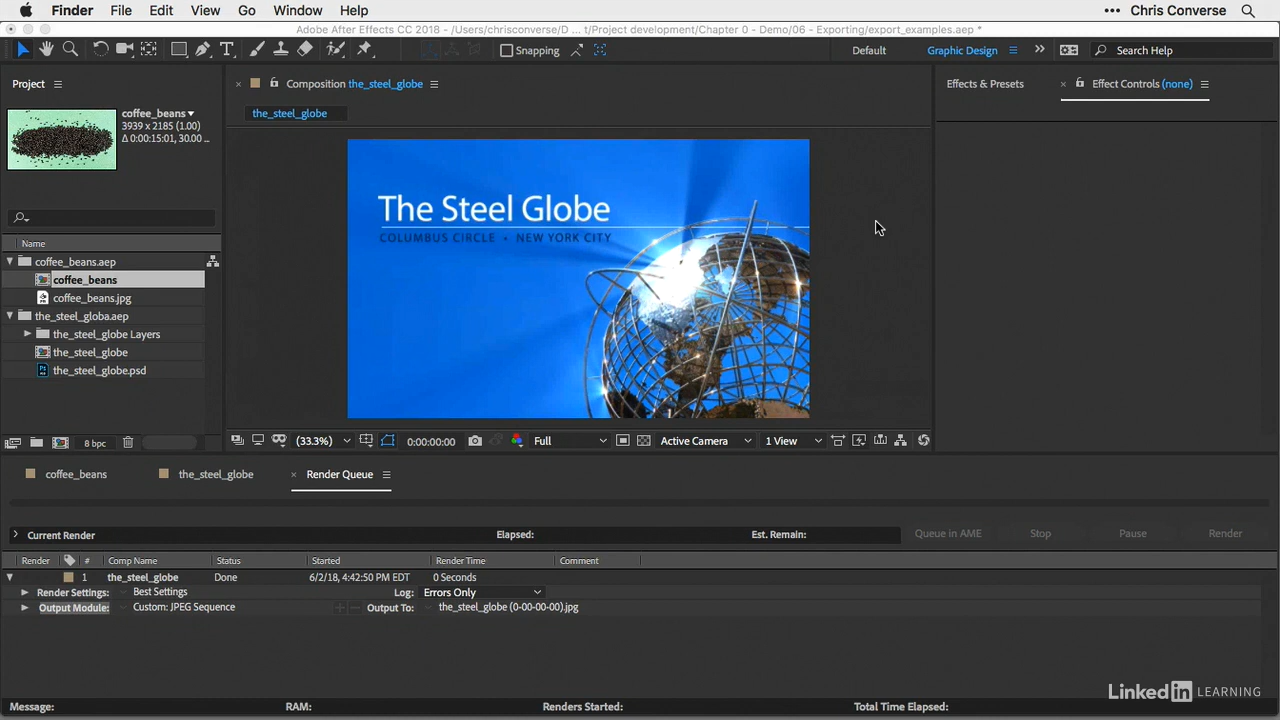 Finder File Edit View Go Window Help Chris Converse
Adobe After Effects CC 2018 - /Users/chrisconverse/D ... t/Project development/Chapter 0 - Demo/06 - Exporting/export_examples.aep *
Snapping Default Graphic Design Search Help
Project
Composition the_steel_globe
Effects & Presets
Effect Controls (none)
coffee_beans
3939 x 2185 (1.00)
Δ 0:00:15:01, 30.00 ...
the_steel_globe
The Steel Globe
COLUMBUS CIRCLE • NEW YORK CITY
Name
coffee_beans.aep
coffee_beans
coffee_beans.jpg
the_steel_globa.aep
the_steel_globe Layers
the_steel_globe
the_steel_globe.psd
8 bpc
(33.3%) 0:00:00:00 Full Active Camera 1 View
coffee_beans the_steel_globe Render Queue
Current Render Elapsed: Est. Remain: Queue in AME Stop Pause Render
Render # Comp Name Status Started Render Time Comment
1 the_steel_globe Done 6/2/18, 4:42:50 PM EDT 0 Seconds
Render Settings: Best Settings Log: Errors Only
Output Module: Custom: JPEG Sequence Output To: the_steel_globe (0-00-00-00).jpg
Linked in LEARNING
Message: RAM: Renders Started: Total Time Elapsed: